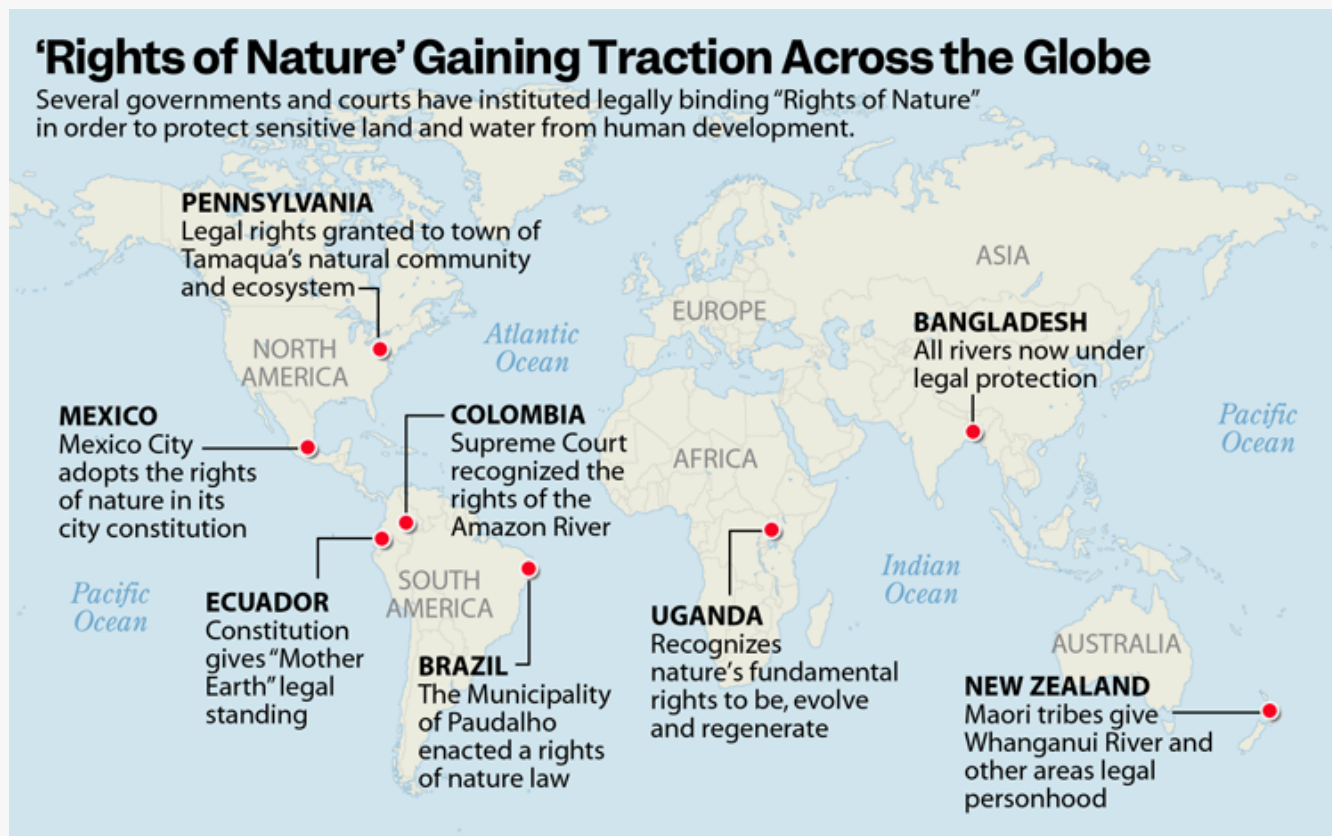 ‘Rights of Nature’ Gaining Traction Across the Globe
Several governments and courts have instituted legally binding “Rights of Nature”
in order to protect sensitive land and water from human development.
PENNSYLVANIA
Legal rights granted to town of
Tamaqua’s natural community
and ecosystem
NORTH
AMERICA
Atlantic
Ocean
EUROPE
ASIA
BANGLADESH
All rivers now under
legal protection
Pacific
Ocean
MEXICO
Mexico City
adopts the rights
of nature in its
city constitution
COLOMBIA
Supreme Court
recognized the
rights of the
Amazon River
AFRICA
Pacific
Ocean
ECUADOR
Constitution
gives “Mother
Earth” legal
standing
SOUTH
AMERICA
BRAZIL
The Municipality
of Paudalho
enacted a rights
of nature law
UGANDA
Recognizes
nature’s fundamental
rights to be, evolve
and regenerate
Indian
Ocean
AUSTRALIA
NEW ZEALAND
Maori tribes give
Whanganui River and
other areas legal
personhood